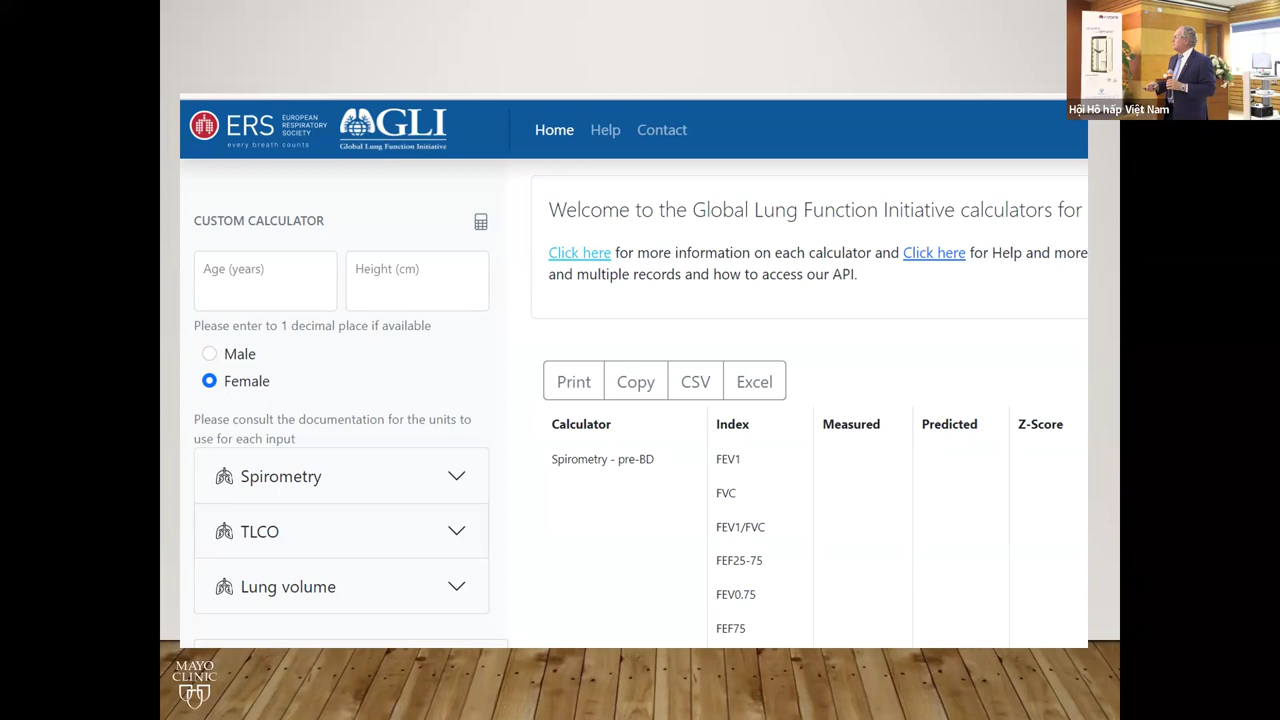 Hội Hô hấp Việt Nam
ERS
EUROPEAN
RESPIRATORY
SOCIETY
every breath counts
GLI
Global Lung Function Initiative
Home Help Contact
CUSTOM CALCULATOR
Age (years) Height (cm)
Please enter to 1 decimal place if available
Male
Female
Please consult the documentation for the units to
use for each input
Spirometry
TLCO
Lung volume
Welcome to the Global Lung Function Initiative calculators for
Click here for more information on each calculator and Click here for Help and more
and multiple records and how to access our API.
Print Copy CSV Excel
Calculator Index Measured Predicted Z-Score
Spirometry - pre-BD FEV1
FVC
FEV1/FVC
FEF25-75
FEV0.75
FEF75
MAYO
CLINIC